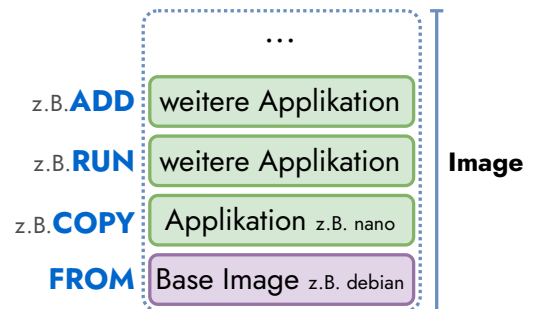 ...
z.B.ADD weitere Applikation
z.B.RUN weitere Applikation
Image
z.B.COPY Applikation z.B. nano
FROM Base Image z.B. debian